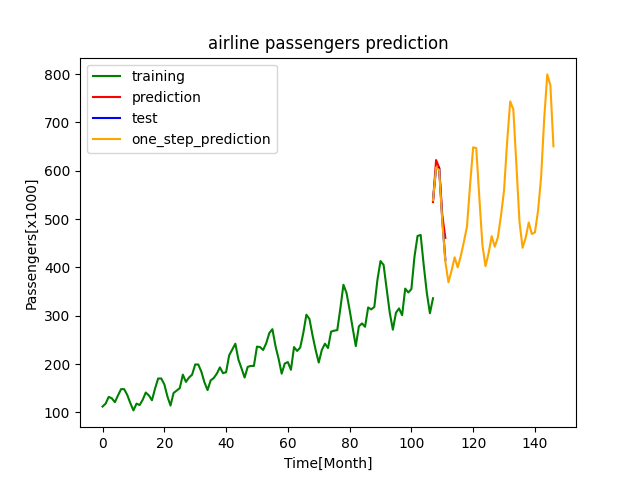 airline passengers prediction
training
prediction
test
one_step_prediction
Passengers[x1000]
800
700
600
500
400
300
200
100
0 20 40 60 80 100 120 140
Time[Month]